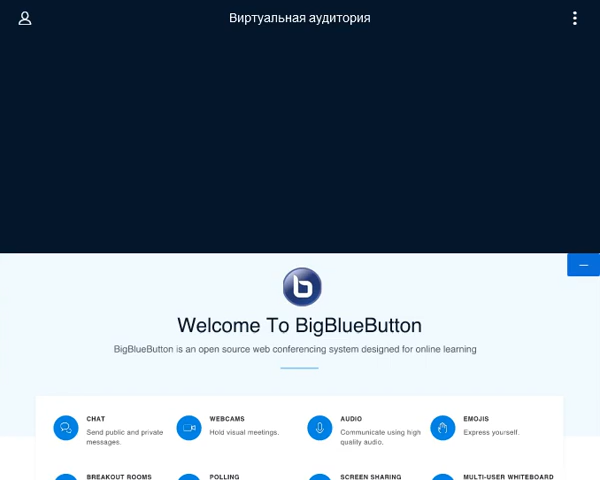 Виртуальная аудитория
Welcome To BigBlueButton
BigBlueButton is an open source web conferencing system designed for online learning
CHAT
Send public and private
messages.
WEBCAMS
Hold visual meetings.
AUDIO
Communicate using high
quality audio.
EMOJIS
Express yourself.
BREAKOUT ROOMS
POLLING
SCREEN SHARING
MULTI-USER WHITEBOARD